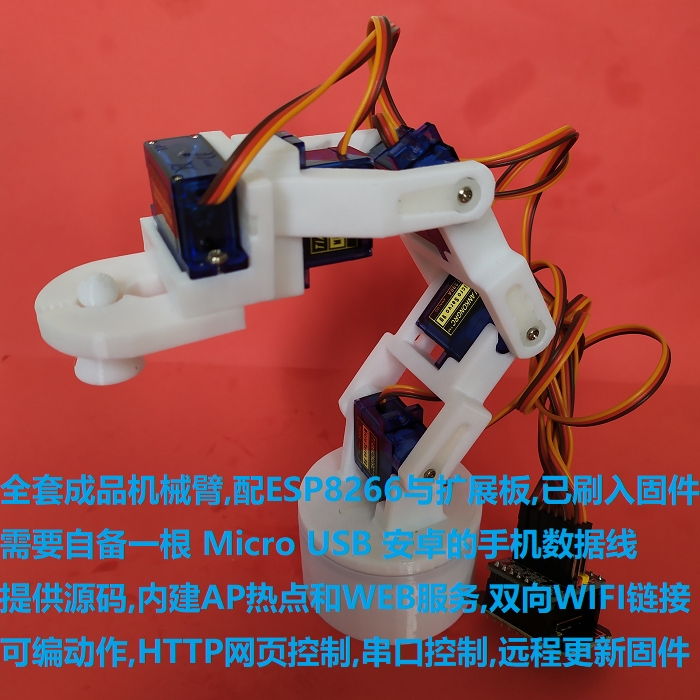 ANHONGRC
全套成品机械臂,配ESP8266与扩展板,已刷入固件
需要自备一根 Micro USB 安卓的手机数据线
提供源码,内建AP热点和WEB服务,双向WIFI链接
可编动作,HTTP网页控制,串口控制,远程更新固件